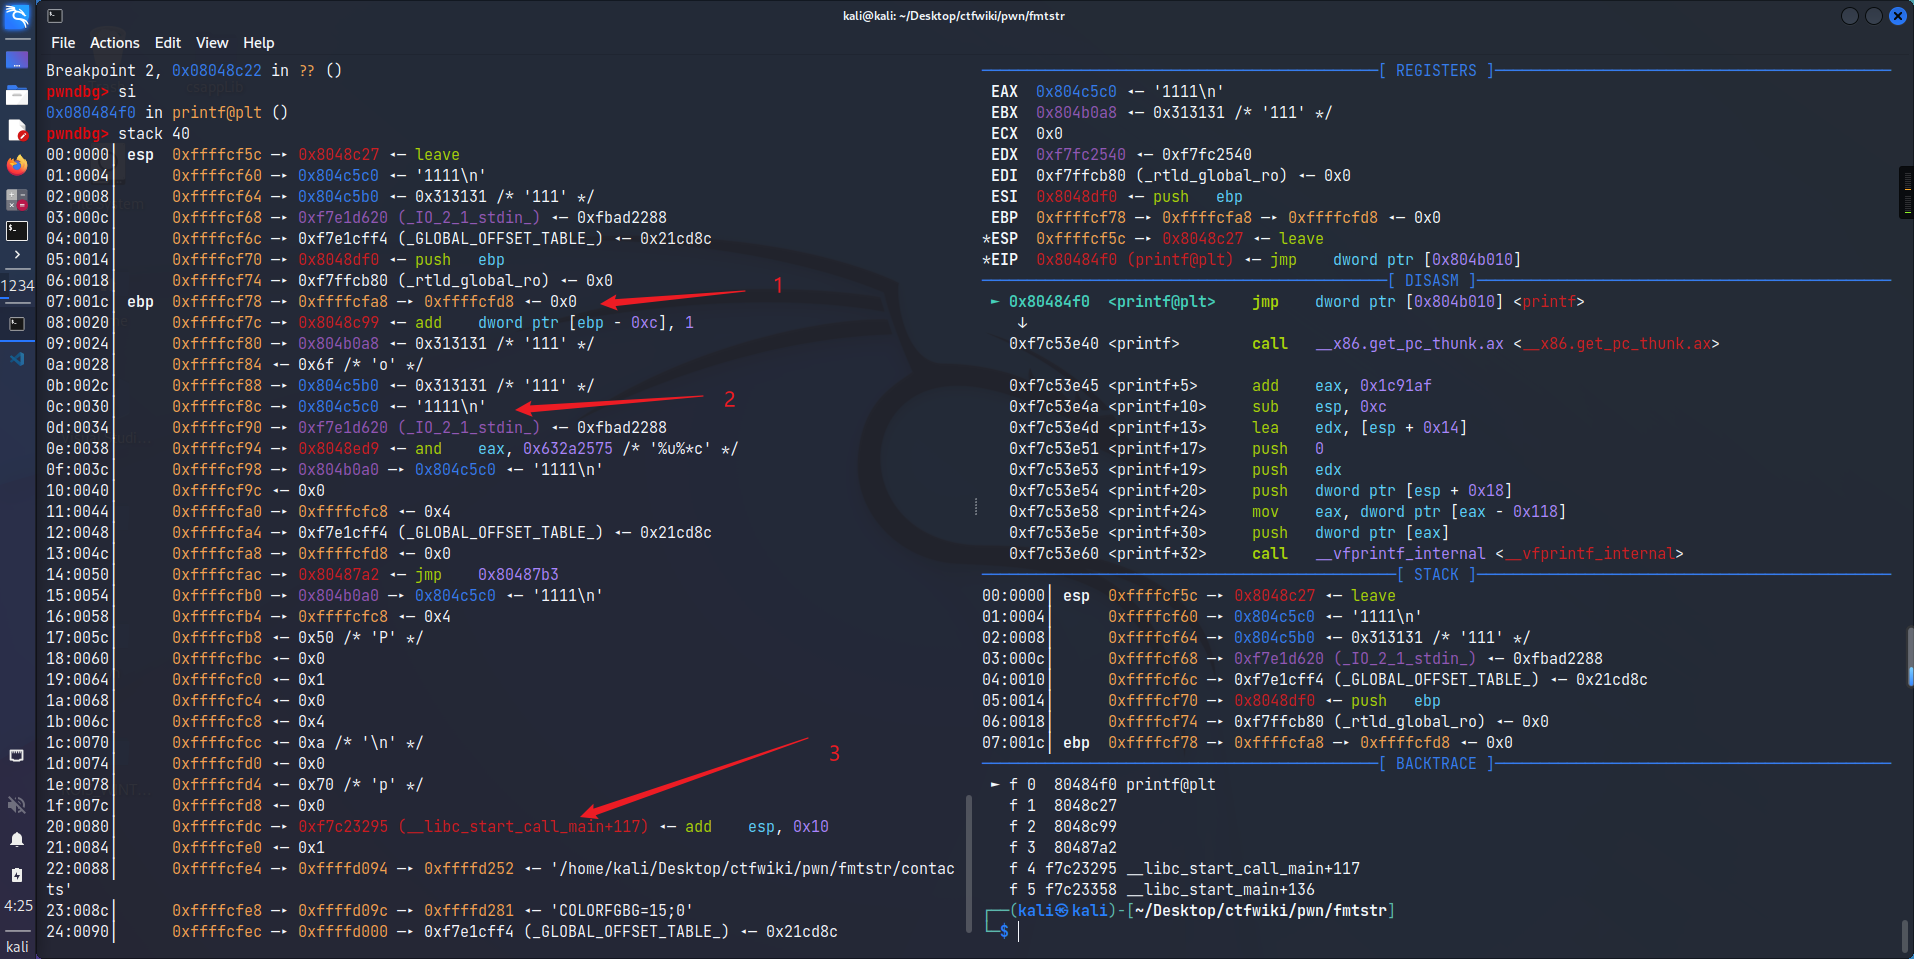 kali@kali: ~/Desktop/ctfwiki/pwn/fmtstr
File Actions Edit View Help
Breakpoint 2, 0x08048c22 in ?? ()
pwndbg> si
0x080484f0 in printf@plt ()
pwndbg> stack 40
00:0000│ esp 0xffffcf5c —▸ 0x8048c27 ◂— leave
01:0004│ 0xffffcf60 —▸ 0x804c5c0 ◂— '1111\n'
02:0008│ 0xffffcf64 —▸ 0x804c5b0 ◂— 0x313131 /* '111' */
03:000c│ 0xffffcf68 —▸ 0xf7e1d620 (_IO_2_1_stdin_) ◂— 0xfbad2288
04:0010│ 0xffffcf6c —▸ 0xf7e1cff4 (_GLOBAL_OFFSET_TABLE_) ◂— 0x21cd8c
05:0014│ 0xffffcf70 —▸ 0x8048df0 ◂— push ebp
06:0018│ 0xffffcf74 —▸ 0xf7ffcb80 (_rtld_global_ro) ◂— 0x0
07:001c│ ebp 0xffffcf78 —▸ 0xffffcfa8 —▸ 0xffffcfd8 ◂— 0x0
1
08:0020│ 0xffffcf7c —▸ 0x8048c99 ◂— add dword ptr [ebp - 0xc], 1
09:0024│ 0xffffcf80 —▸ 0x804b0a8 ◂— 0x313131 /* '111' */
0a:0028│ 0xffffcf84 ◂— 0x6f /* 'o' */
0b:002c│ 0xffffcf88 —▸ 0x804c5b0 ◂— 0x313131 /* '111' */
0c:0030│ 0xffffcf8c —▸ 0x804c5c0 ◂— '1111\n'
2
0d:0034│ 0xffffcf90 —▸ 0xf7e1d620 (_IO_2_1_stdin_) ◂— 0xfbad2288
0e:0038│ 0xffffcf94 —▸ 0x8048ed9 ◂— and eax, 0x632a2575 /* '%u%*c' */
0f:003c│ 0xffffcf98 —▸ 0x804b0a0 —▸ 0x804c5c0 ◂— '1111\n'
10:0040│ 0xffffcf9c ◂— 0x0
11:0044│ 0xffffcfa0 —▸ 0xffffcfc8 ◂— 0x4
12:0048│ 0xffffcfa4 —▸ 0xf7e1cff4 (_GLOBAL_OFFSET_TABLE_) ◂— 0x21cd8c
13:004c│ 0xffffcfa8 —▸ 0xffffcfd8 ◂— 0x0
14:0050│ 0xffffcfac —▸ 0x80487a2 ◂— jmp 0x80487b3
15:0054│ 0xffffcfb0 —▸ 0x804b0a0 —▸ 0x804c5c0 ◂— '1111\n'
16:0058│ 0xffffcfb4 —▸ 0xffffcfc8 ◂— 0x4
17:005c│ 0xffffcfb8 ◂— 0x50 /* 'P' */
18:0060│ 0xffffcfbc ◂— 0x0
19:0064│ 0xffffcfc0 ◂— 0x1
1a:0068│ 0xffffcfc4 ◂— 0x0
1b:006c│ 0xffffcfc8 ◂— 0x4
1c:0070│ 0xffffcfcc ◂— 0xa /* '\n' */
1d:0074│ 0xffffcfd0 ◂— 0x0
1e:0078│ 0xffffcfd4 ◂— 0x70 /* 'p' */
3
1f:007c│ 0xffffcfd8 ◂— 0x0
20:0080│ 0xffffcfdc —▸ 0xf7c23295 (__libc_start_call_main+117) ◂— add esp, 0x10
21:0084│ 0xffffcfe0 ◂— 0x1
22:0088│ 0xffffcfe4 —▸ 0xffffd094 —▸ 0xffffd252 ◂— '/home/kali/Desktop/ctfwiki/pwn/fmtstr/contac
ts'
23:008c│ 0xffffcfe8 —▸ 0xffffd09c —▸ 0xffffd281 ◂— 'COLORFGBG=15;0'
24:0090│ 0xffffcfec —▸ 0xffffd000 —▸ 0xf7e1cff4 (_GLOBAL_OFFSET_TABLE_) ◂— 0x21cd8c
[ REGISTERS ]
EAX 0x804c5c0 ◂— '1111\n'
EBX 0x804b0a8 ◂— 0x313131 /* '111' */
ECX 0x0
EDX 0xf7fc2540 ◂— 0xf7fc2540
EDI 0xf7ffcb80 (_rtld_global_ro) ◂— 0x0
ESI 0x8048df0 ◂— push ebp
EBP 0xffffcf78 —▸ 0xffffcfa8 —▸ 0xffffcfd8 ◂— 0x0
*ESP 0xffffcf5c —▸ 0x8048c27 ◂— leave
*EIP 0x80484f0 (printf@plt) ◂— jmp dword ptr [0x804b010]
[ DISASM ]
► 0x80484f0 <printf@plt> jmp dword ptr [0x804b010] <printf>
↓
0xf7c53e40 <printf> call __x86.get_pc_thunk.ax <__x86.get_pc_thunk.ax>
0xf7c53e45 <printf+5> add eax, 0x1c91af
0xf7c53e4a <printf+10> sub esp, 0xc
0xf7c53e4d <printf+13> lea edx, [esp + 0x14]
0xf7c53e51 <printf+17> push 0
0xf7c53e53 <printf+19> push edx
0xf7c53e54 <printf+20> push dword ptr [esp + 0x18]
0xf7c53e58 <printf+24> mov eax, dword ptr [eax - 0x118]
0xf7c53e5e <printf+30> push dword ptr [eax]
0xf7c53e60 <printf+32> call __vfprintf_internal <__vfprintf_internal>
[ STACK ]
00:0000│ esp 0xffffcf5c —▸ 0x8048c27 ◂— leave
01:0004│ 0xffffcf60 —▸ 0x804c5c0 ◂— '1111\n'
02:0008│ 0xffffcf64 —▸ 0x804c5b0 ◂— 0x313131 /* '111' */
03:000c│ 0xffffcf68 —▸ 0xf7e1d620 (_IO_2_1_stdin_) ◂— 0xfbad2288
04:0010│ 0xffffcf6c —▸ 0xf7e1cff4 (_GLOBAL_OFFSET_TABLE_) ◂— 0x21cd8c
05:0014│ 0xffffcf70 —▸ 0x8048df0 ◂— push ebp
06:0018│ 0xffffcf74 —▸ 0xf7ffcb80 (_rtld_global_ro) ◂— 0x0
07:001c│ ebp 0xffffcf78 —▸ 0xffffcfa8 —▸ 0xffffcfd8 ◂— 0x0
[ BACKTRACE ]
► f 0 80484f0 printf@plt
f 1 8048c27
f 2 8048c99
f 3 80487a2
f 4 f7c23295 __libc_start_call_main+117
f 5 f7c23358 __libc_start_main+136
┌──(kali㉿kali)-[~/Desktop/ctfwiki/pwn/fmtstr]
└─$
1234
4:25
kali